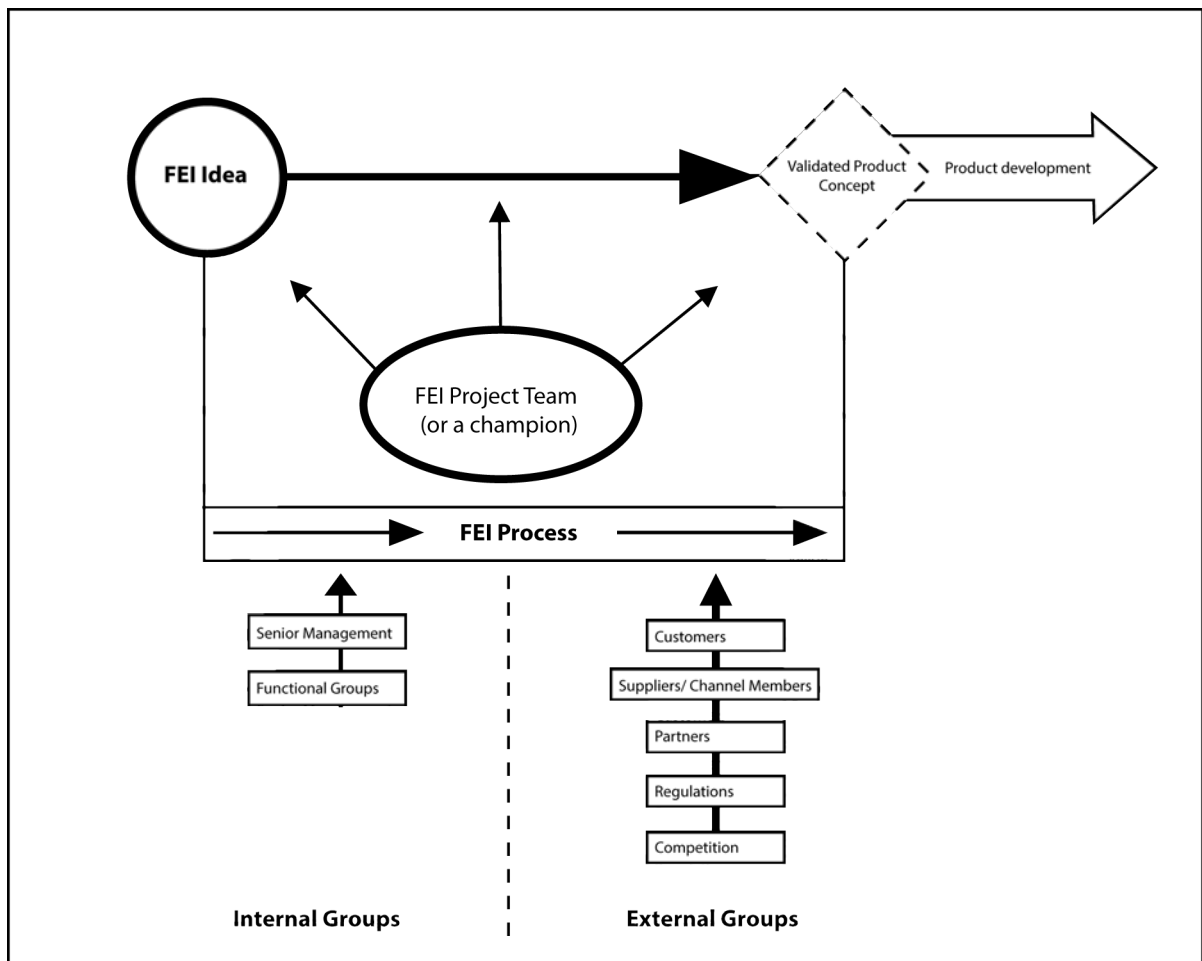 FEI Idea
Validated Product
Concept
Product development
FEI Project Team
(or a champion)
FEI Process
Senior Management
Functional Groups
Customers
Suppliers/ Channel Members
Partners
Regulations
Competition
Internal Groups
External Groups